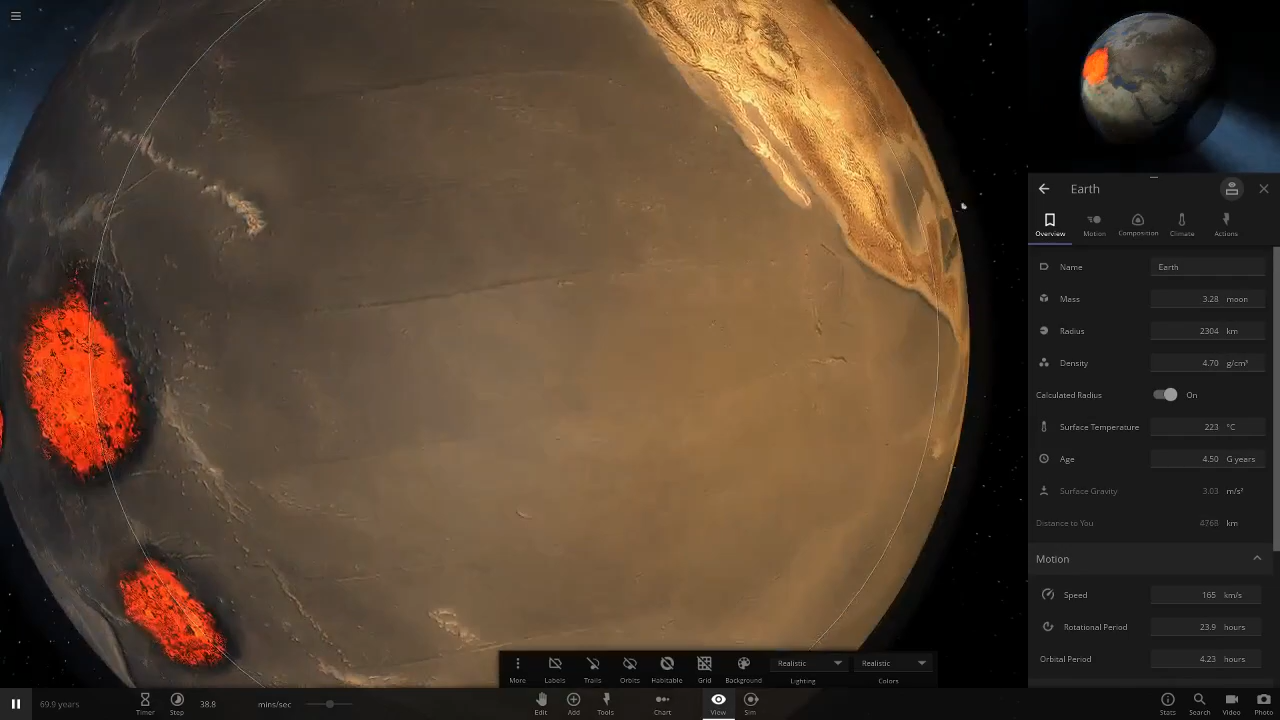 Earth
Overview Motion Composition Climate Actions
Name Earth
Mass 3.28 moon
Radius 2304 km
Density 4.70 g/cm³
Calculated Radius On
Surface Temperature 223 °C
Age 4.50 G years
Surface Gravity 3.03 m/s²
Distance to You 4768 km
Motion
Speed 165 km/s
Rotational Period 23.9 hours
Orbital Period 4.23 hours
Realistic Realistic
More Labels Trails Orbits Habitable Grid Background Lighting Colors
69.9 years Timer Step 38.8 mins/sec Edit Add Tools Chart View Sim Stats Search Video Photo